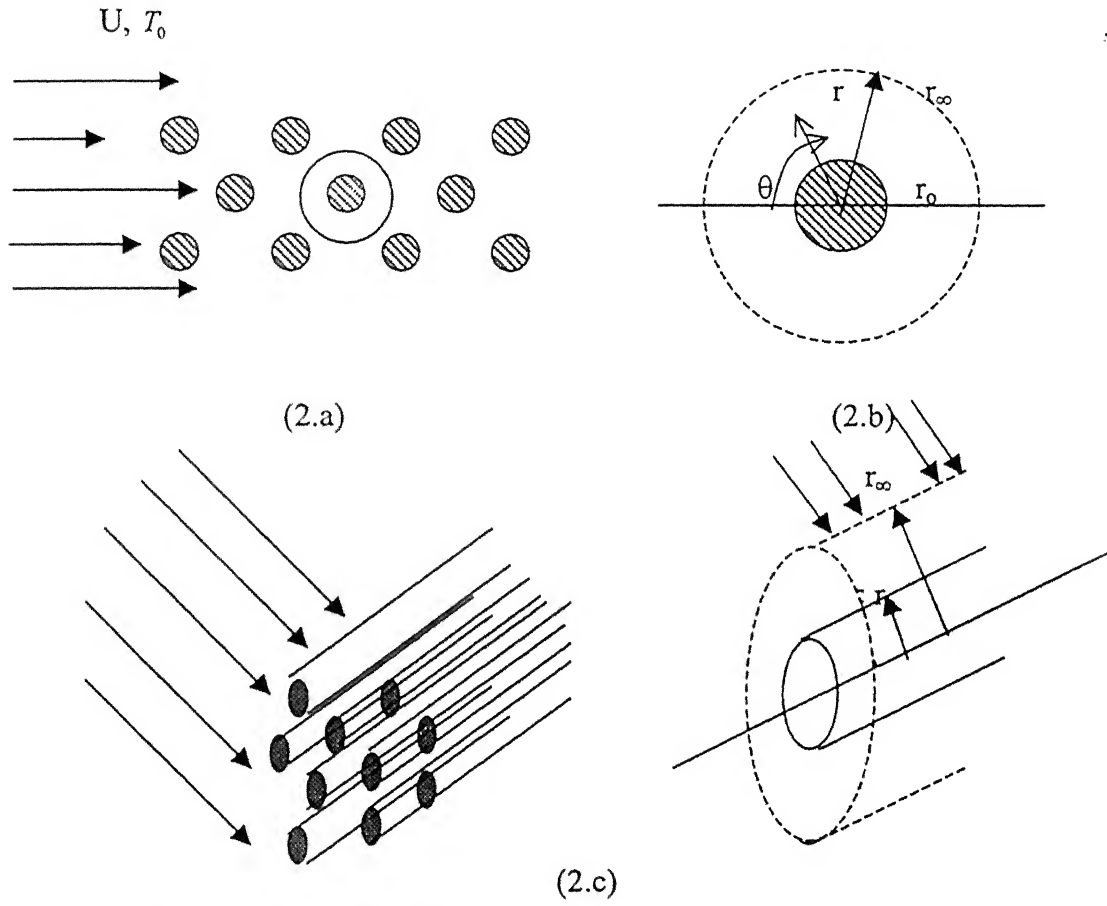 U, T₀
r
r∞
θ
r₀
(2.a)
(2.b)
r∞
r
(2.c)